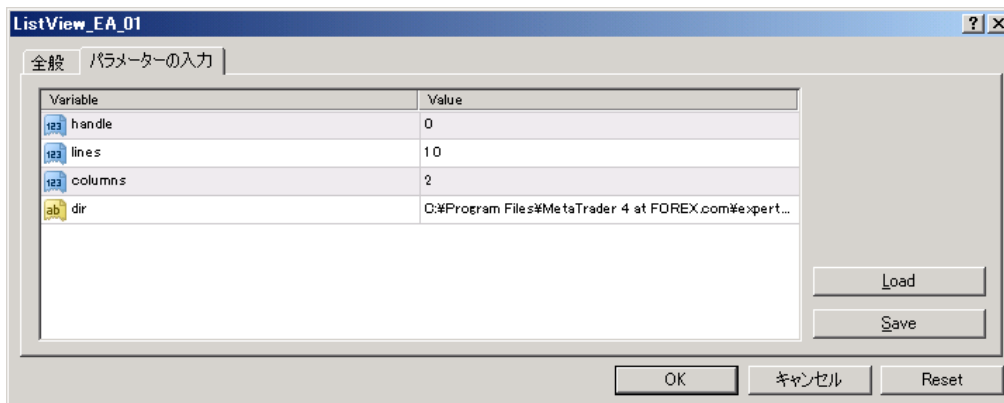 ListView_EA_01
全般 パラメーターの入力
Variable Value
handle 0
lines 10
columns 2
dir C:¥Program Files¥MetaTrader 4 at FOREX.com¥expert...
Load
Save
OK キャンセル Reset